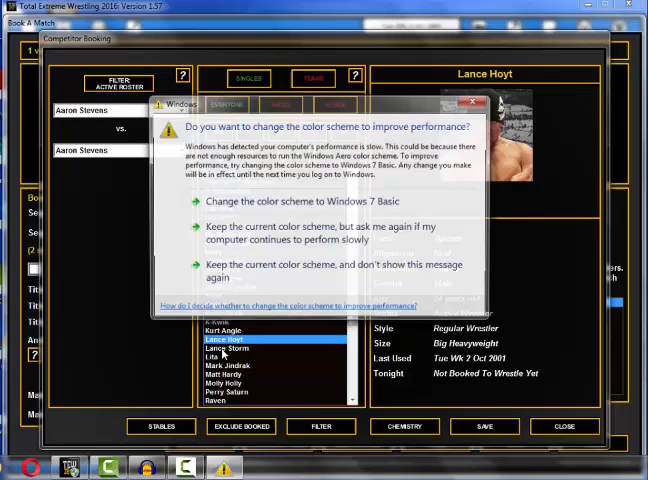 Total Extreme Wrestling 2016: Version 1.57
Book A Match
Competitor Booking
FILTER:
ACTIVE ROSTER
?
Aaron Stevens
vs.
Aaron Stevens
SINGLES
TEAMS
?
EVERYONE
Lance Hoyt
Windows
Do you want to change the color scheme to improve performance?
Windows has detected your computer's performance is slow. This could be because there are not enough resources to run the Windows Aero color scheme. To improve
performance, try changing the color scheme to Windows 7 Basic. Any change you make
will be in effect until the next time you log on to Windows.
Change the color scheme to Windows 7 Basic
Keep the current color scheme, but ask me again if my
computer continues to perform slowly
Keep the current color scheme, and don't show this message
again
How do I decide whether to change the color scheme to improve performance?
K-Kwik
Kurt Angle
Lance Hoyt
Lance Storm
Lita
Mark Jindrak
Matt Hardy
Molly Holly
Perry Saturn
Raven
Style Regular Wrestler
Size Big Heavyweight
Last Used Tue Wk 2 Oct 2001
Tonight Not Booked To Wrestle Yet
STABLES
EXCLUDE BOOKED
FILTER
CHEMISTRY
SAVE
CLOSE